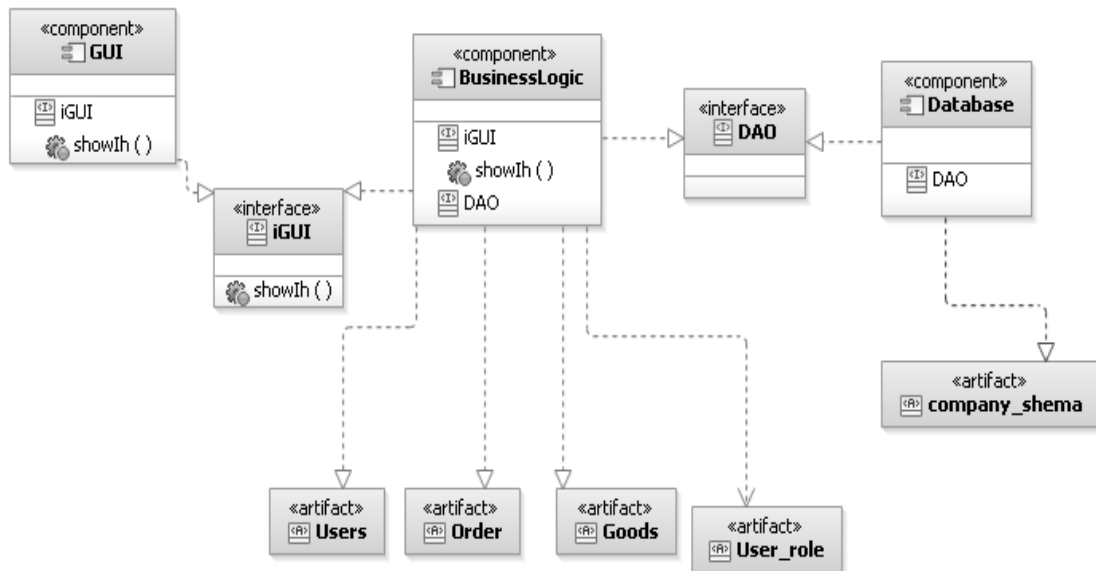 «component»
GUI
iGUI
showIh ( )
«component»
BusinessLogic
iGUI
showIh ( )
DAO
«interface»
DAO
«component»
Database
DAO
«interface»
iGUI
showIh ( )
«artifact»
company_shema
«artifact»
Users
«artifact»
Order
«artifact»
Goods
«artifact»
User_role